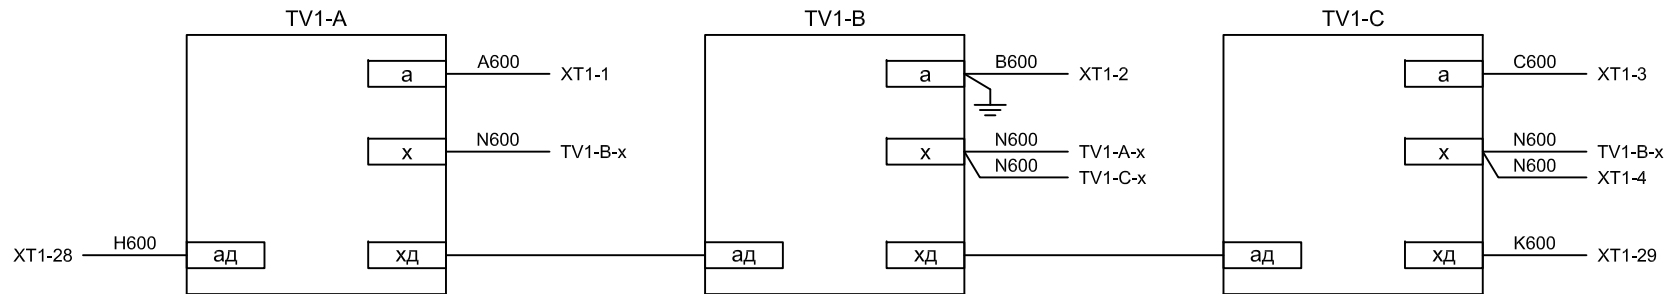 TV1-A TV1-B TV1-C
а A600 XT1-1 а B600 XT1-2 а C600 XT1-3
х N600 TV1-B-x х N600 TV1-A-x х N600 TV1-B-x
N600 TV1-C-x N600 XT1-4
XT1-28 H600 ад хд ад хд ад хд K600 XT1-29